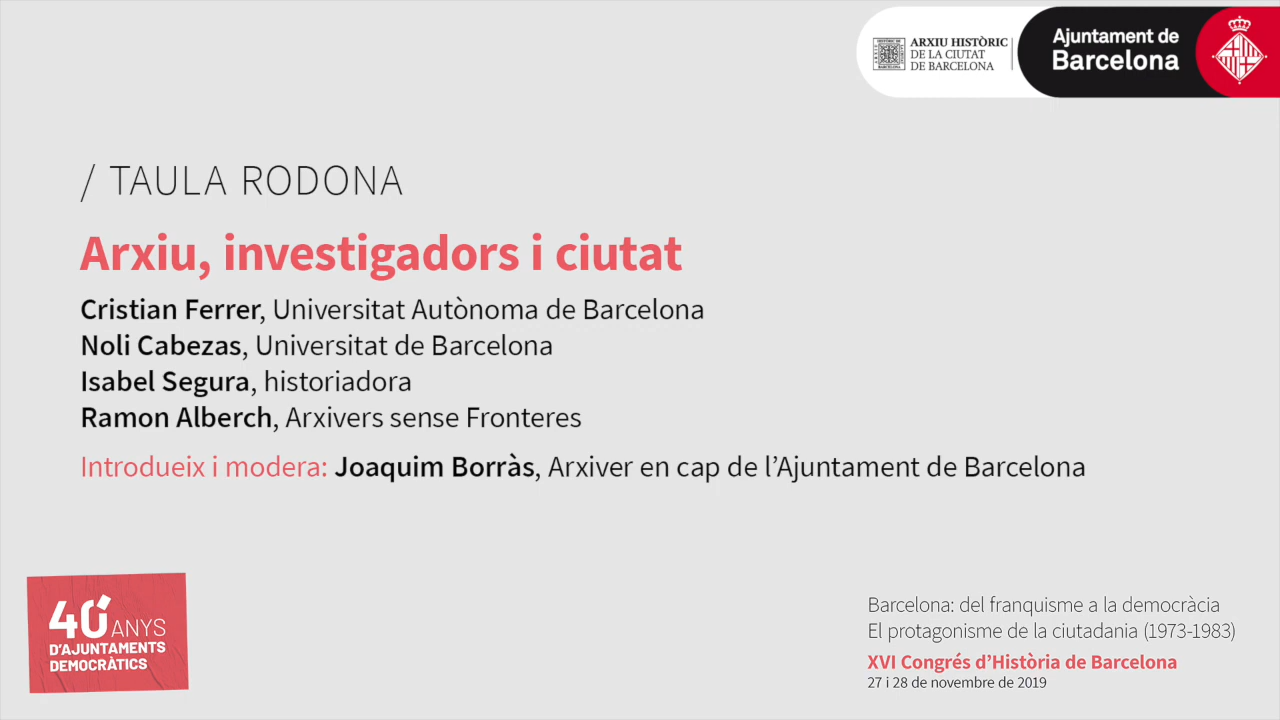 ARXIU HISTÒRIC
DE LA CIUTAT
DE BARCELONA
Ajuntament de
Barcelona
/ TAULA RODONA
Arxiu, investigadors i ciutat
Cristian Ferrer, Universitat Autònoma de Barcelona
Noli Cabezas, Universitat de Barcelona
Isabel Segura, historiadora
Ramon Alberch, Arxivers sense Fronteres
Introdueix i modera: Joaquim Borràs, Arxiver en cap de l’Ajuntament de Barcelona
40 ANYS
D'AJUNTAMENTS
DEMOCRÀTICS
Barcelona: del franquisme a la democràcia
El protagonisme de la ciutadania (1973-1983)
XVI Congrés d’Història de Barcelona
27 i 28 de novembre de 2019